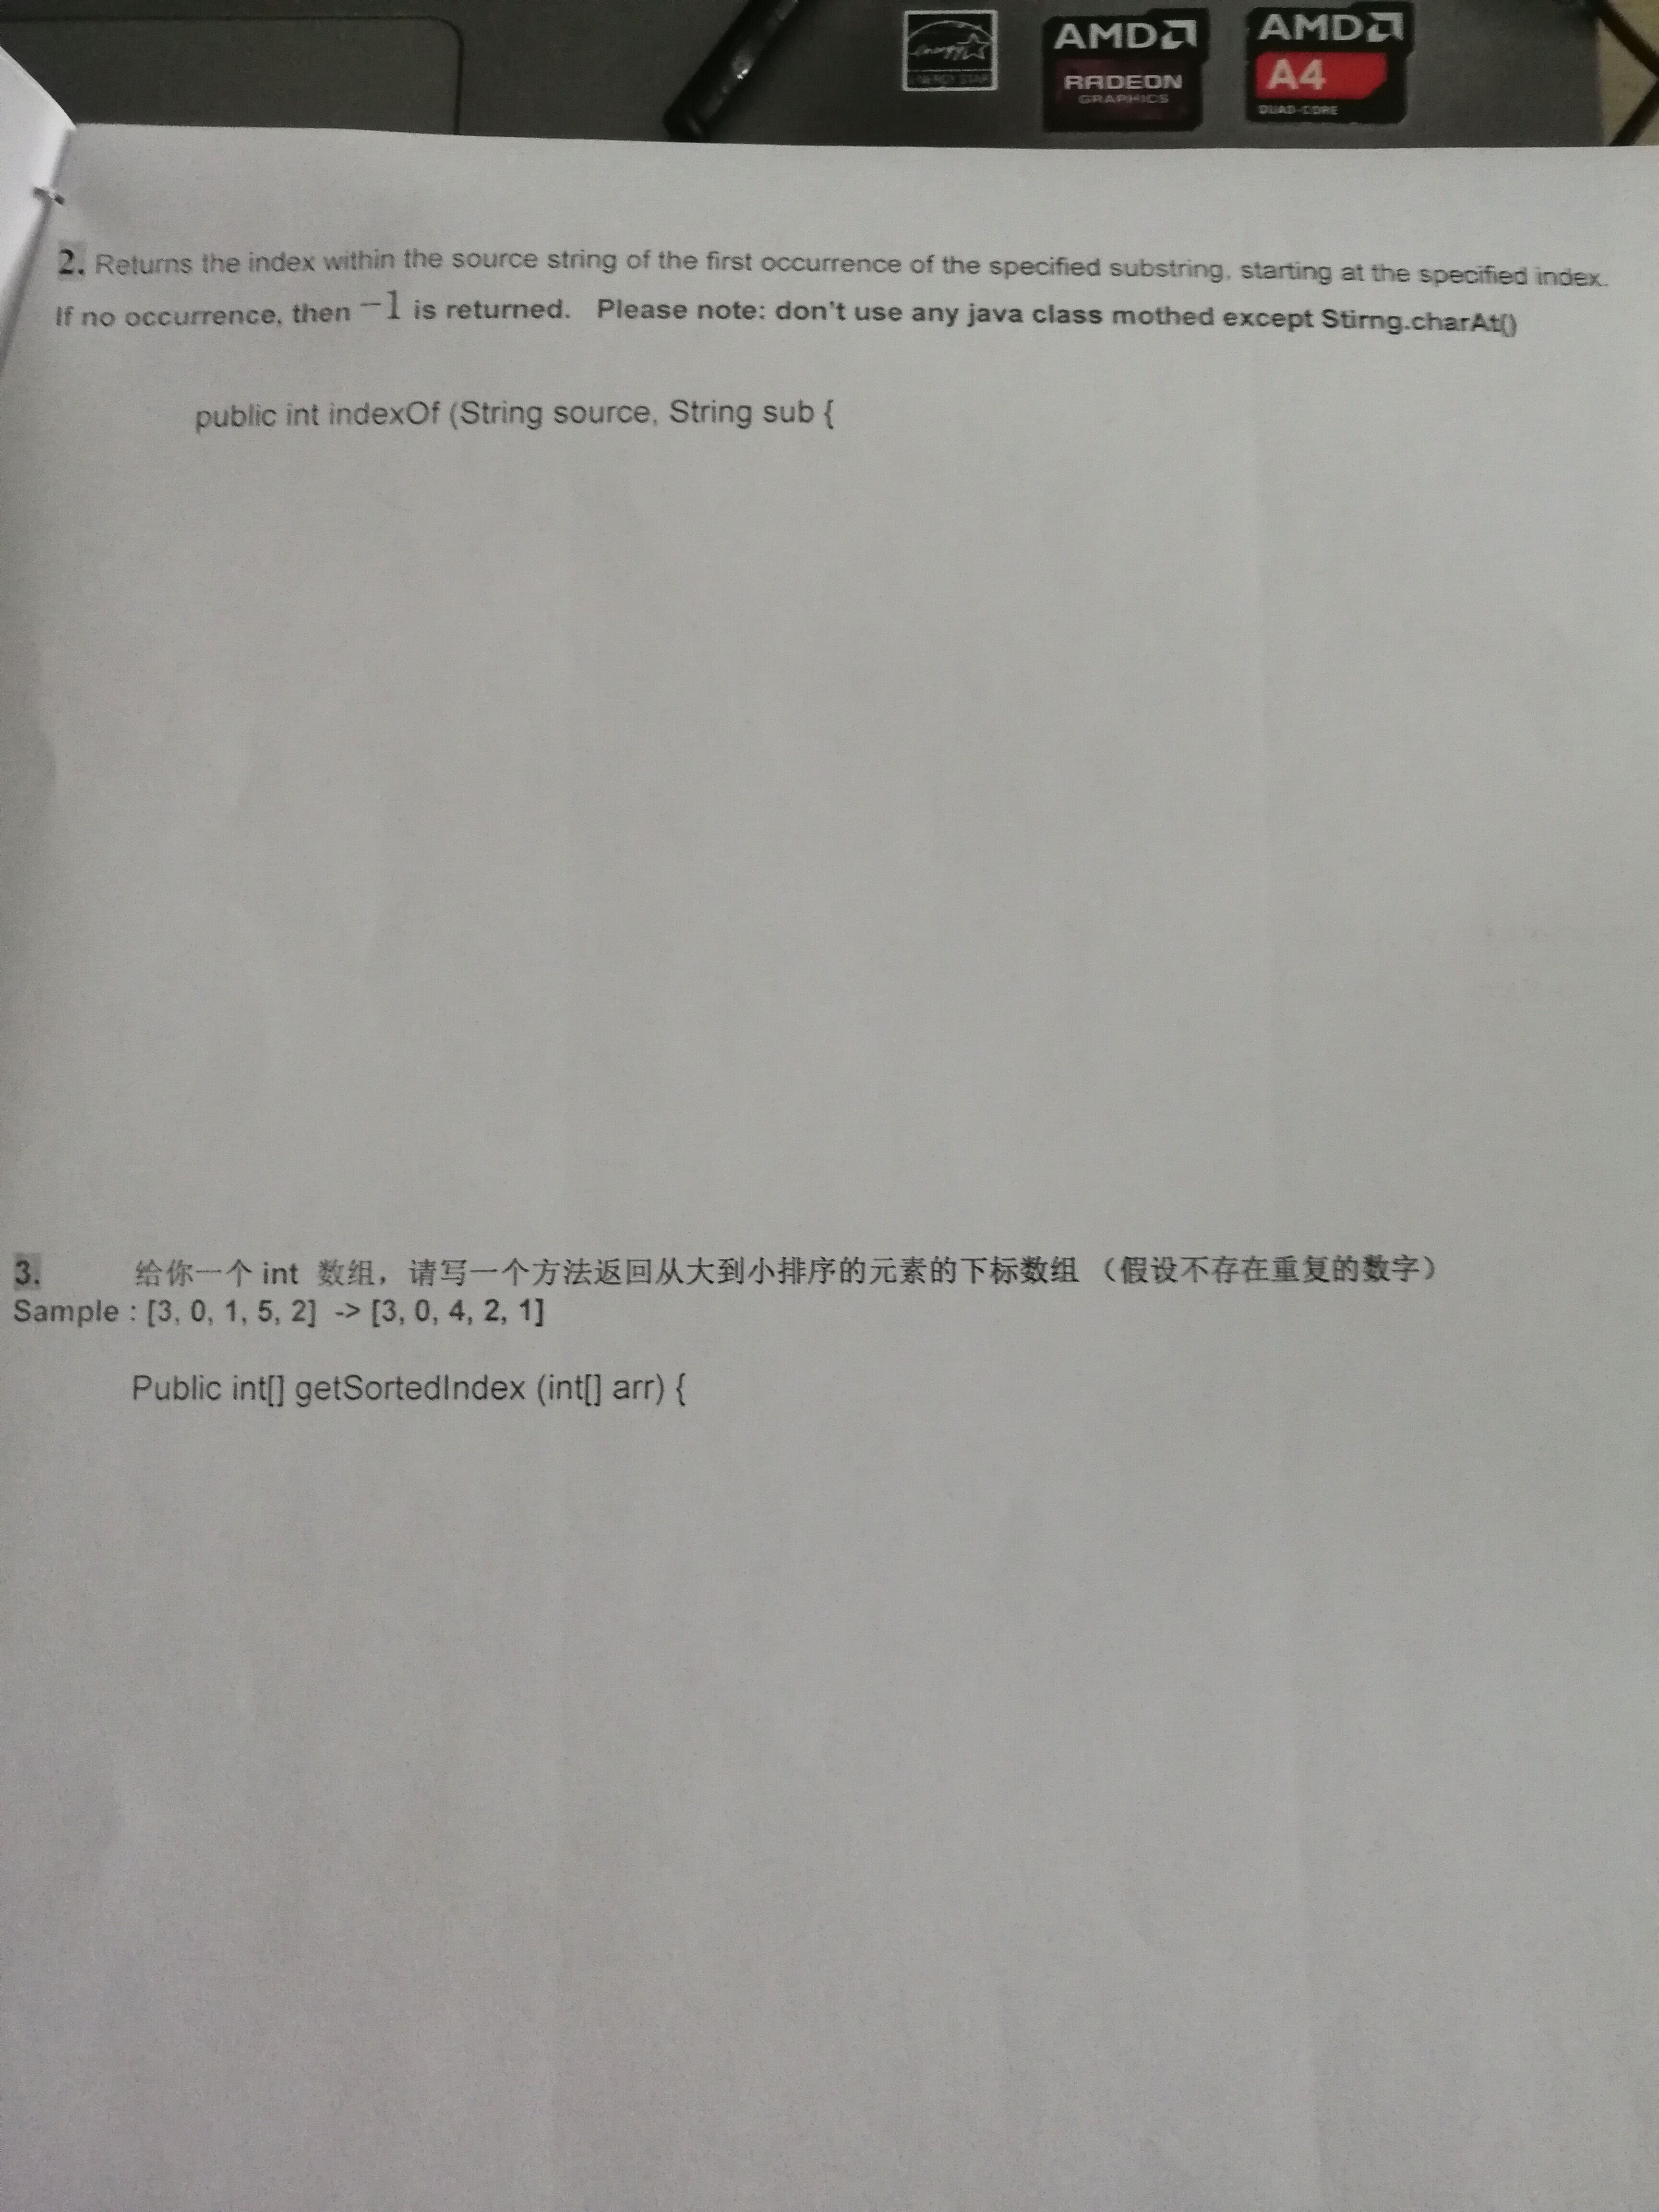 energy
ENERGY STAR
AMD
RADEON
GRAPHICS
AMD
A4
QUAD-CORE
2. Returns the index within the source string of the first occurrence of the specified substring, starting at the specified index.
If no occurrence, then -1 is returned. Please note: don't use any java class mothed except Stirng.charAt()
public int indexOf (String source, String sub {
3. 给你一个 int 数组，请写一个方法返回从大到小排序的元素的下标数组 （假设不存在重复的数字）
Sample : [3, 0, 1, 5, 2] -> [3, 0, 4, 2, 1]
Public int[] getSortedIndex (int[] arr) {